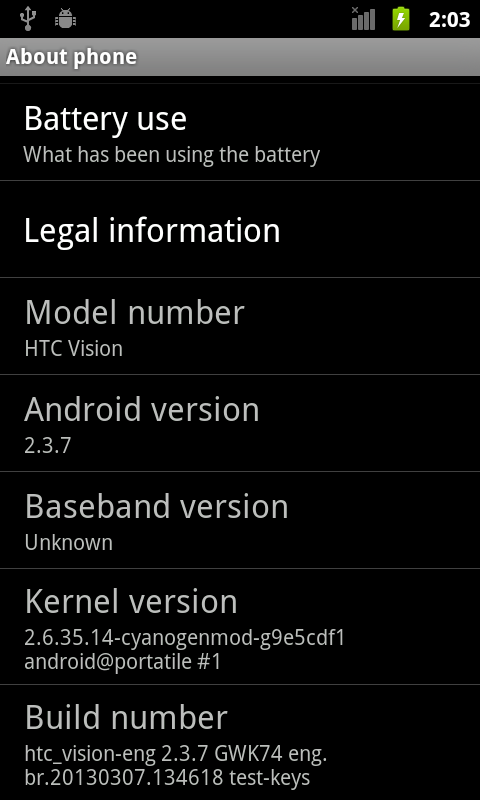 2:03
About phone
Battery use
What has been using the battery
Legal information
Model number
HTC Vision
Android version
2.3.7
Baseband version
Unknown
Kernel version
2.6.35.14-cyanogenmod-g9e5cdf1
android@portatile #1
Build number
htc_vision-eng 2.3.7 GWK74 eng.
br.20130307.134618 test-keys